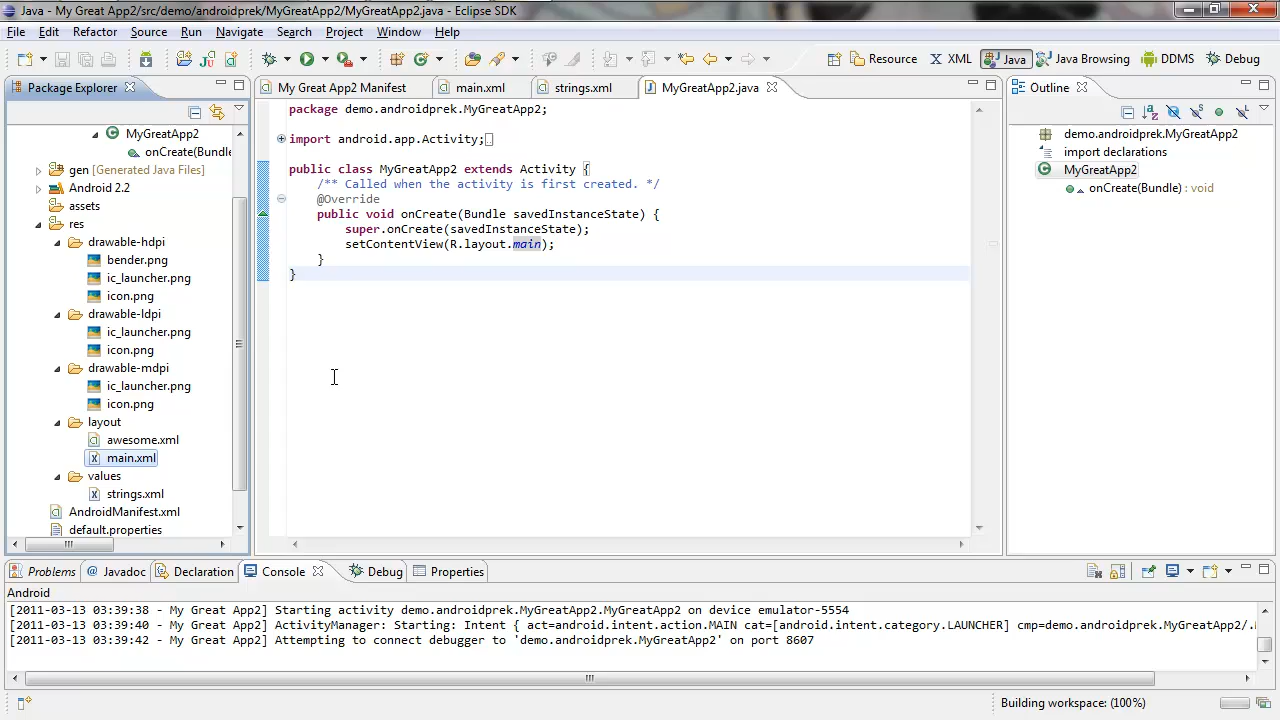 Java - My Great App2/src/demo/androidprek/MyGreatApp2/MyGreatApp2.java - Eclipse SDK
File Edit Refactor Source Run Navigate Search Project Window Help
Resource XML Java Java Browsing DDMS Debug
Package Explorer
MyGreatApp2
onCreate(Bundle
gen [Generated Java Files]
Android 2.2
assets
res
drawable-hdpi
bender.png
ic_launcher.png
icon.png
drawable-ldpi
ic_launcher.png
icon.png
drawable-mdpi
ic_launcher.png
icon.png
layout
awesome.xml
main.xml
values
strings.xml
AndroidManifest.xml
default.properties
My Great App2 Manifest main.xml strings.xml MyGreatApp2.java
package demo.androidprek.MyGreatApp2;
import android.app.Activity;
public class MyGreatApp2 extends Activity {
/** Called when the activity is first created. */
@Override
public void onCreate(Bundle savedInstanceState) {
super.onCreate(savedInstanceState);
setContentView(R.layout.main);
}
}
Outline
demo.androidprek.MyGreatApp2
import declarations
MyGreatApp2
onCreate(Bundle) : void
Problems @ Javadoc Declaration Console Debug Properties
Android
[2011-03-13 03:39:38 - My Great App2] Starting activity demo.androidprek.MyGreatApp2.MyGreatApp2 on device emulator-5554
[2011-03-13 03:39:40 - My Great App2] ActivityManager: Starting: Intent { act=android.intent.action.MAIN cat=[android.intent.category.LAUNCHER] cmp=demo.androidprek.MyGreatApp2/.
[2011-03-13 03:39:42 - My Great App2] Attempting to connect debugger to 'demo.androidprek.MyGreatApp2' on port 8607
Building workspace: (100%)